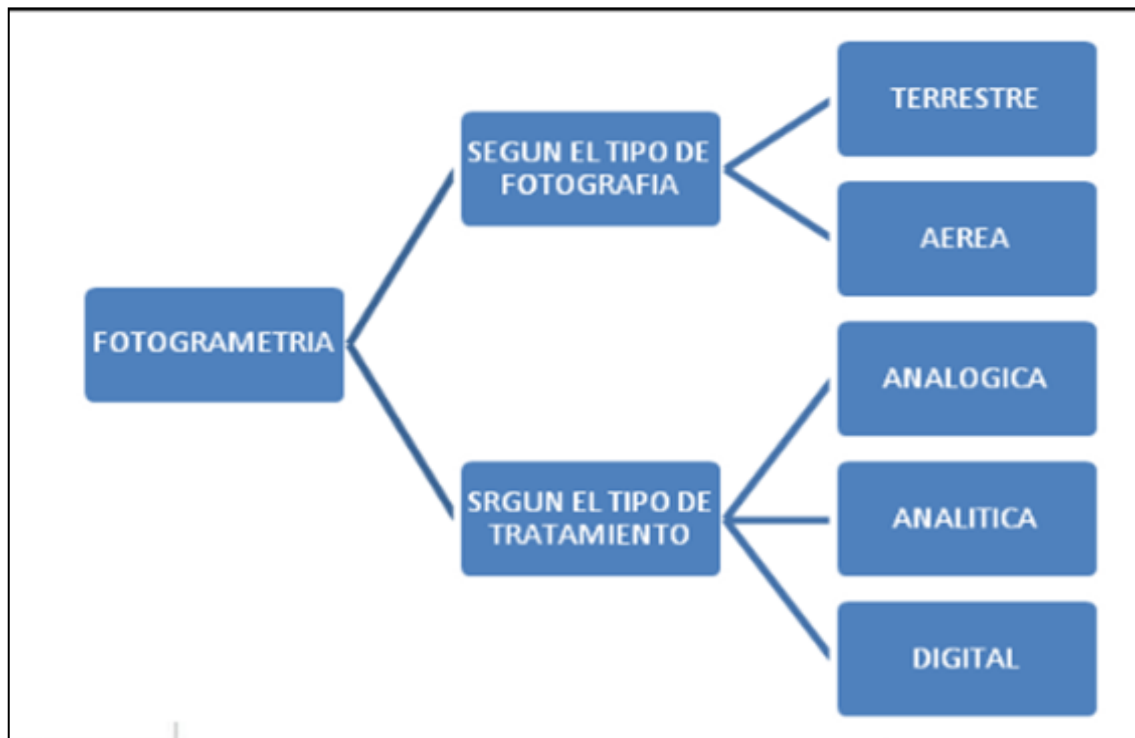 FOTOGRAMETRIA
SEGUN EL TIPO DE
FOTOGRAFIA
TERRESTRE
AEREA
SRGUN EL TIPO DE
TRATAMIENTO
ANALOGICA
ANALITICA
DIGITAL